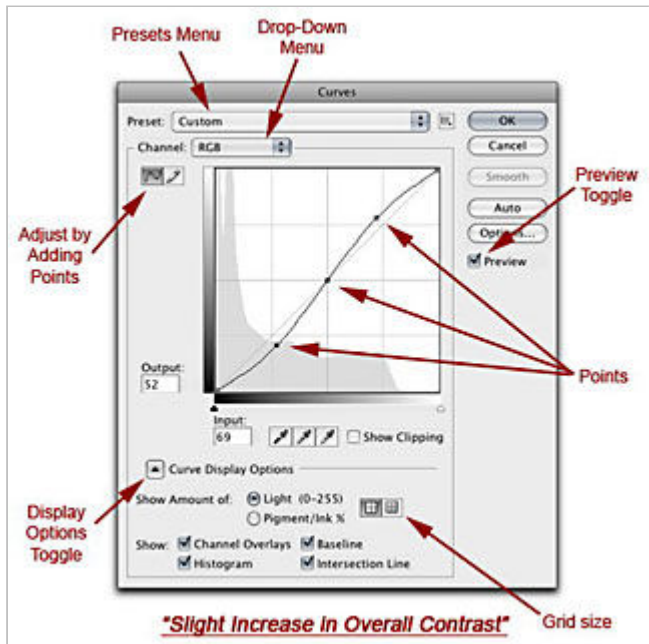 Presets Menu
Drop-Down
Menu
Curves
Preset: Custom
OK
Channel: RGB
Cancel
Smooth
Preview
Toggle
Auto
Adjust by
Adding
Points
Options...
Preview
Output:
52
Points
Input:
69
Show Clipping
Curve Display Options
Display
Options
Toggle
Show Amount of: Light (0-255)
Pigment/Ink %
Show: Channel Overlays Baseline
Histogram Intersection Line
"Slight Increase in Overall Contrast"
Grid size